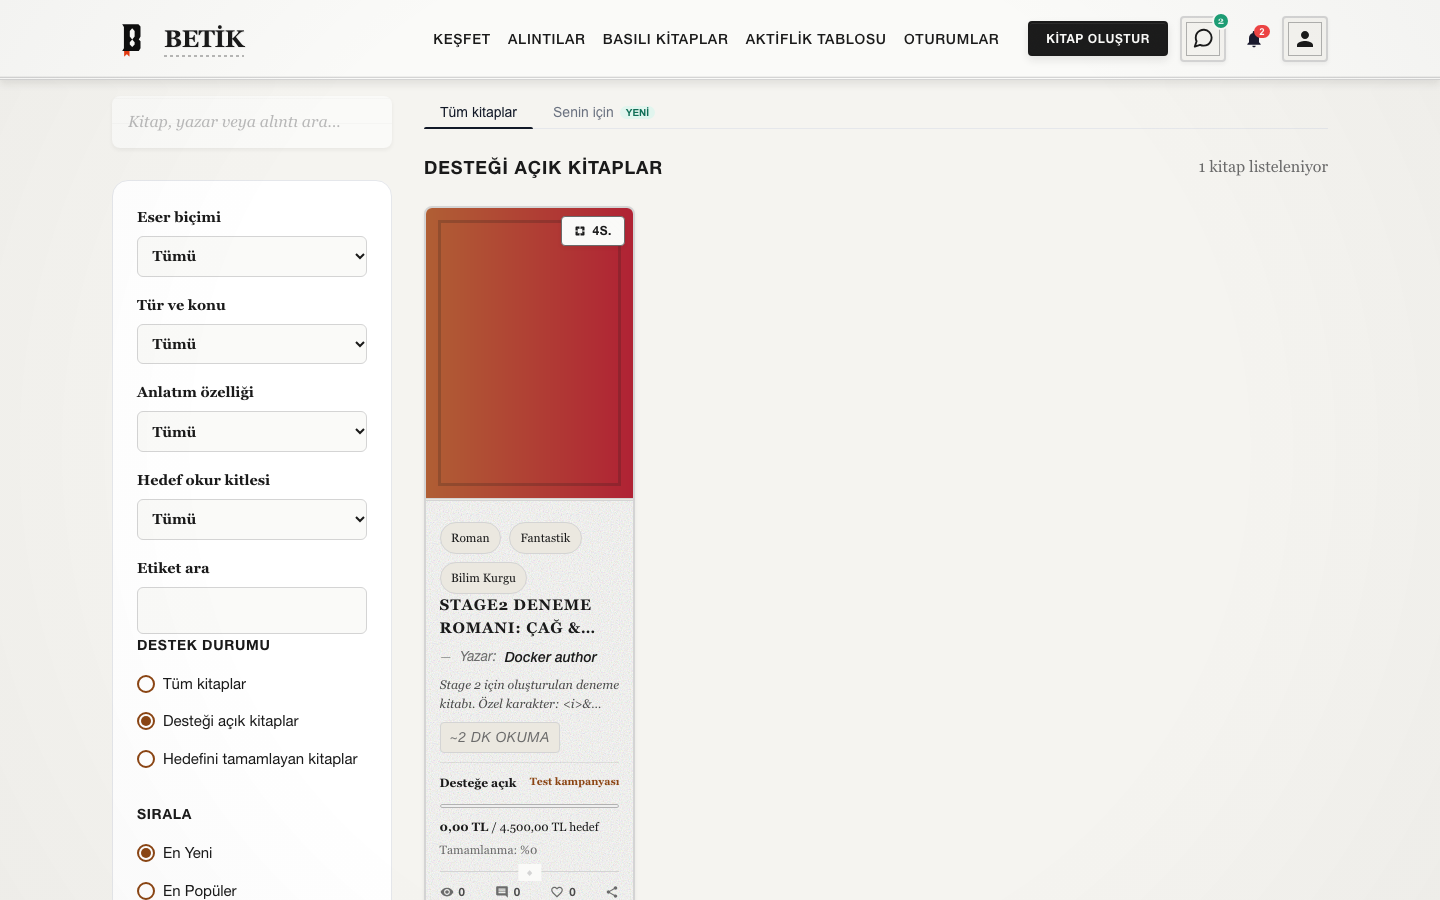 BETİK
KEŞFET ALINTILAR BASILI KİTAPLAR AKTİFLİK TABLOSU OTURUMLAR KİTAP OLUŞTUR 2 2
Kitap, yazar veya alıntı ara...
Eser biçimi
Tümü
Tür ve konu
Tümü
Anlatım özelliği
Tümü
Hedef okur kitlesi
Tümü
Etiket ara
DESTEK DURUMU
Tüm kitaplar
Desteği açık kitaplar
Hedefini tamamlayan kitaplar
SIRALA
En Yeni
En Popüler
Tüm kitaplar Senin için YENİ
DESTEĞİ AÇIK KİTAPLAR 1 kitap listeleniyor
4S.
Roman Fantastik
Bilim Kurgu
STAGE2 DENEME
ROMANI: ÇAĞ &...
— Yazar: Docker author
Stage 2 için oluşturulan deneme
kitabı. Özel karakter: <i>&...
~2 DK OKUMA
Desteğe açık Test kampanyası
0,00 TL / 4.500,00 TL hedef
Tamamlanma: %0
0 0 0